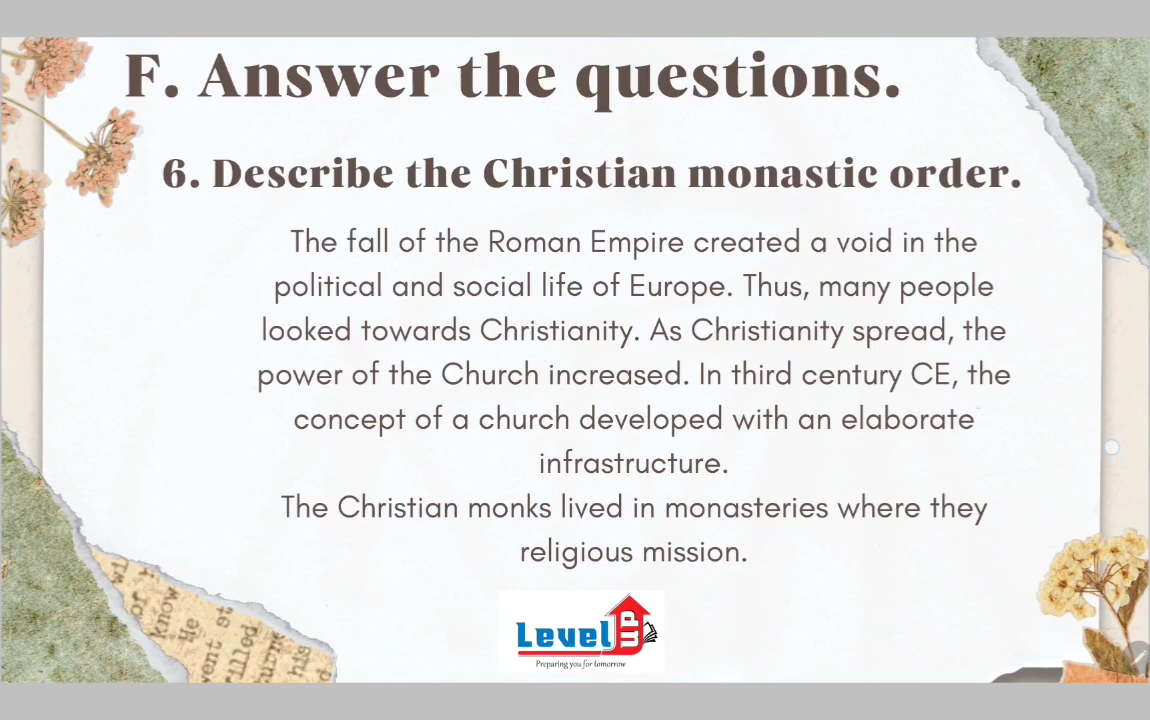 F. Answer the questions.
6. Describe the Christian monastic order.
The fall of the Roman Empire created a void in the
political and social life of Europe. Thus, many people
looked towards Christianity. As Christianity spread, the
power of the Church increased. In third century CE, the
concept of a church developed with an elaborate
infrastructure.
The Christian monks lived in monasteries where they
religious mission.
Level up
Preparing you for tomorrow
know
He